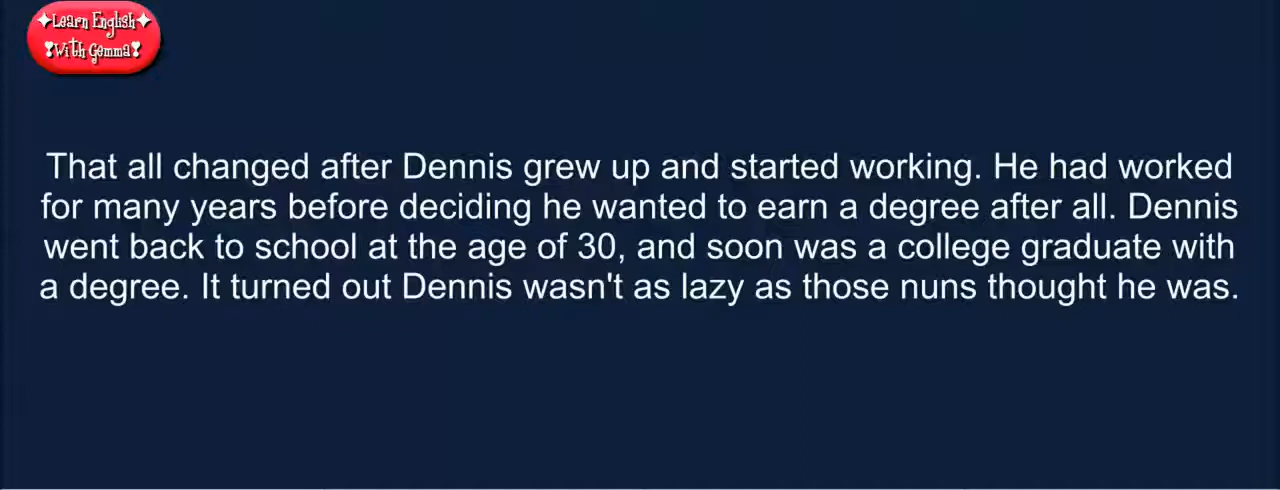 ✦Learn English✦
❣With Gemma❣
That all changed after Dennis grew up and started working. He had worked
for many years before deciding he wanted to earn a degree after all. Dennis
went back to school at the age of 30, and soon was a college graduate with
a degree. It turned out Dennis wasn't as lazy as those nuns thought he was.